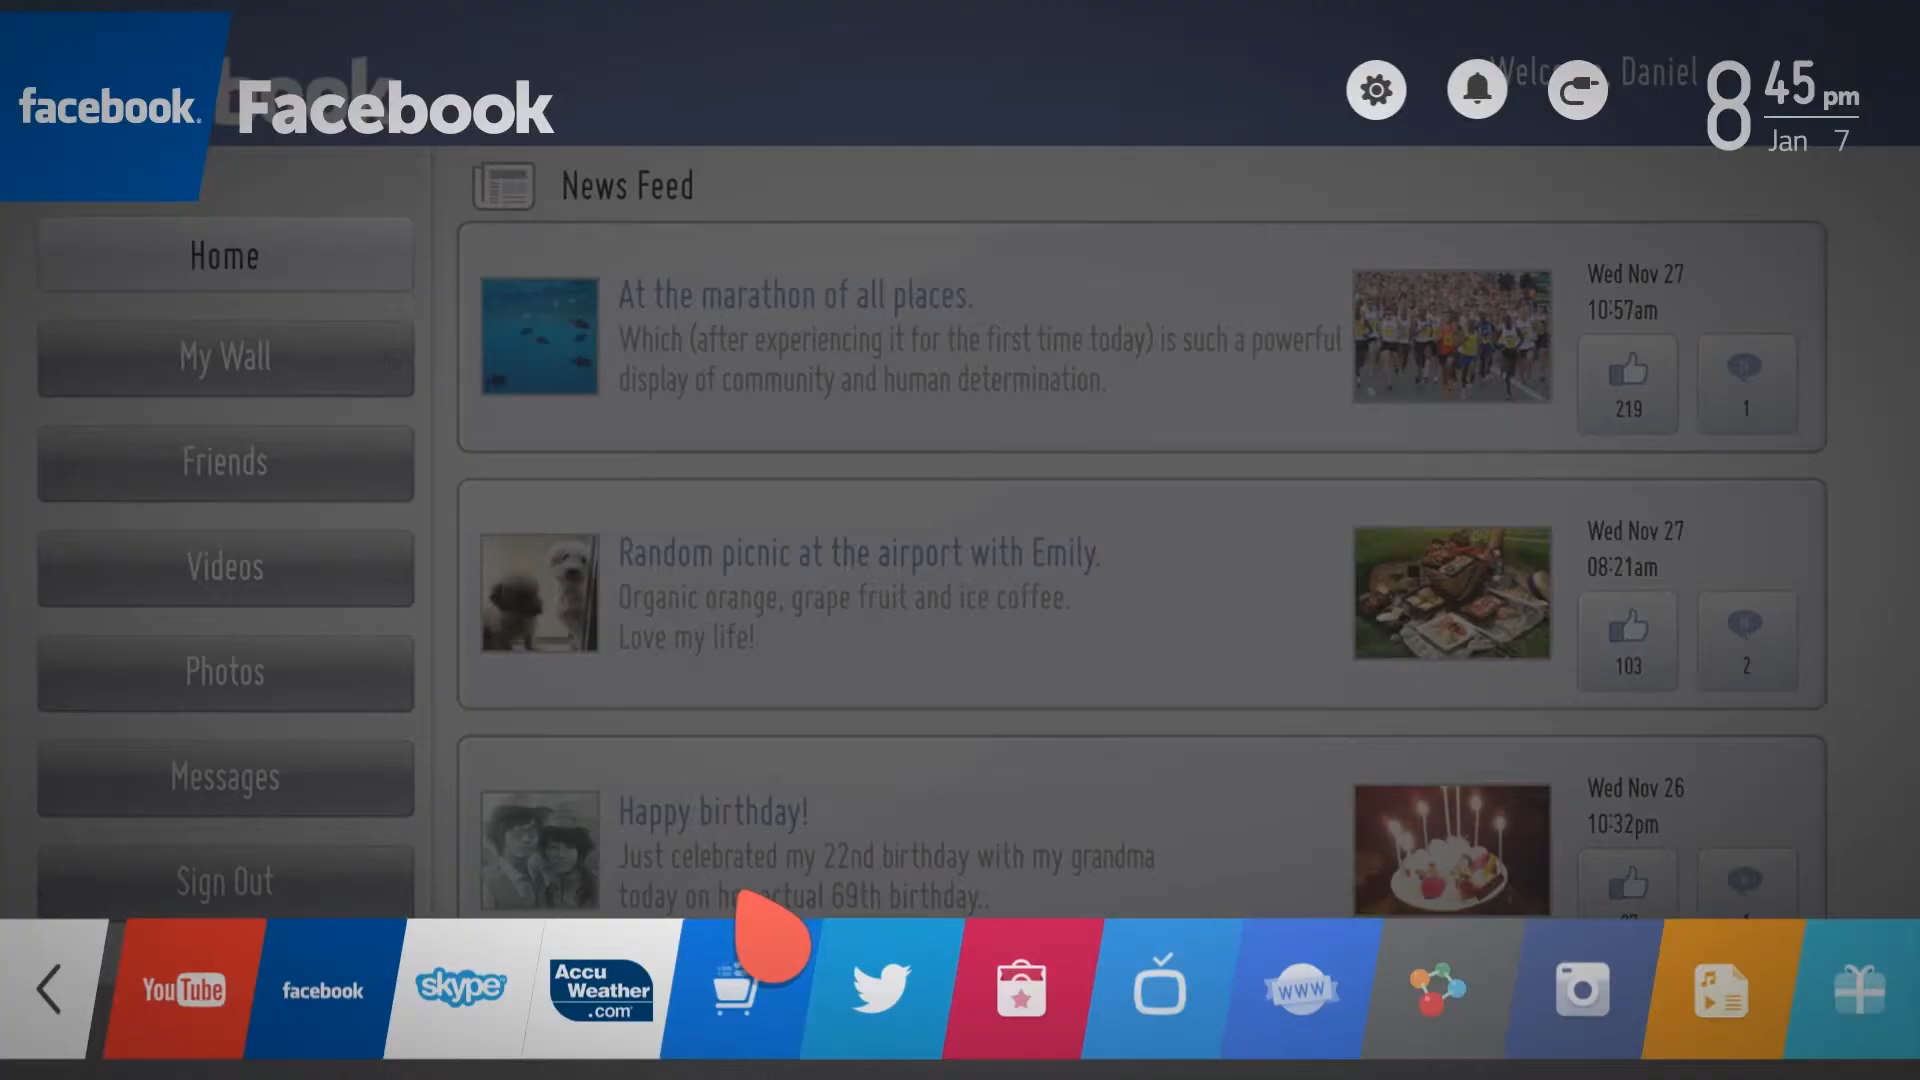 facebook.
Facebook
Welc , Daniel
8 45 pm
Jan 7
News Feed
Home
My Wall
Friends
Videos
Photos
Messages
Sign Out
At the marathon of all places.
Which (after experiencing it for the first time today) is such a powerful
display of community and human determination.
Wed Nov 27
10:57am
219
1
Random picnic at the airport with Emily.
Organic orange, grape fruit and ice coffee.
Love my life!
Wed Nov 27
08:21am
103
2
Happy birthday!
Just celebrated my 22nd birthday with my grandma
today on actual 69th birthday..
Wed Nov 26
10:32pm
YouTube
facebook
skype
Accu
Weather
.com
WWW